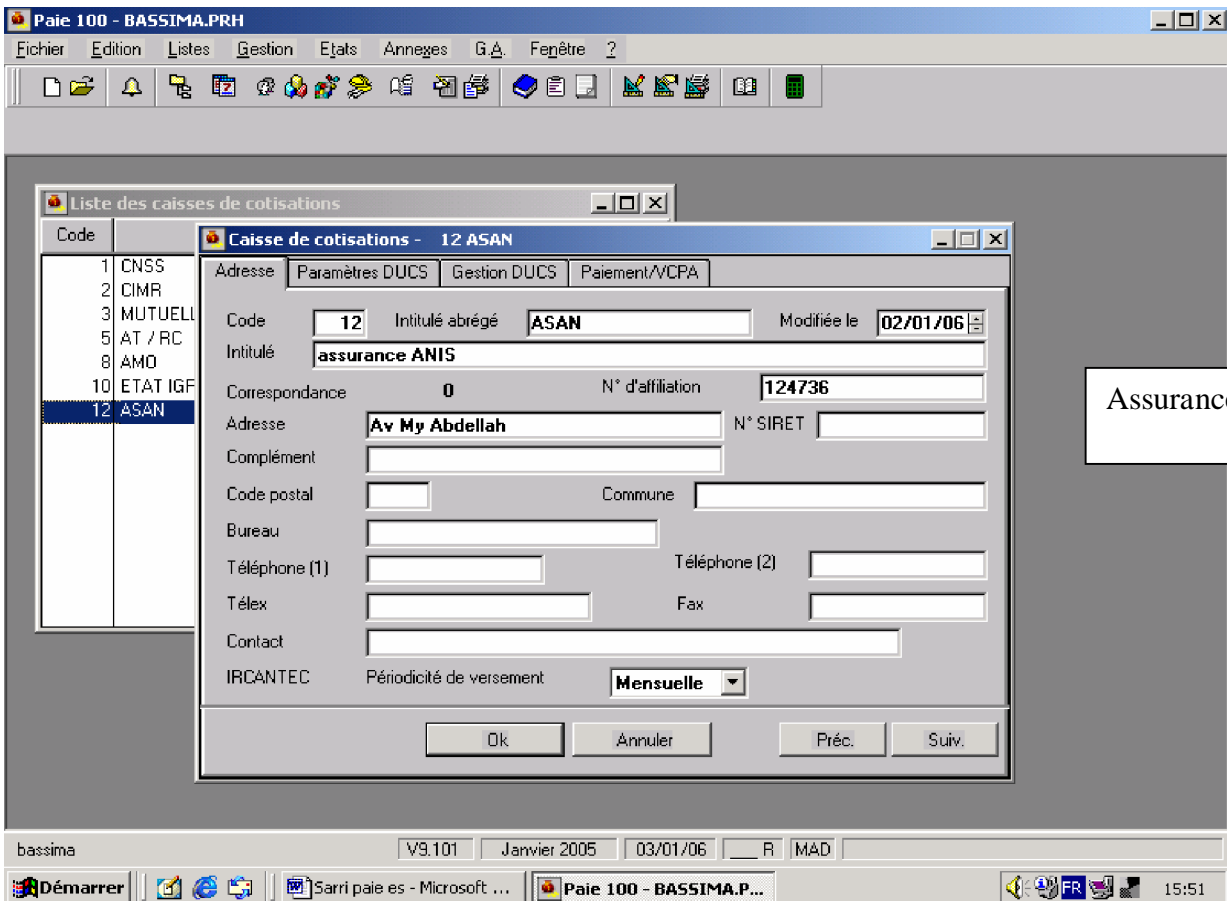 Paie 100 - BASSIMA.PRH
Fichier Edition Listes Gestion Etats Annexes G.A. Fenêtre ?
Liste des caisses de cotisations
Code
1 CNSS
2 CIMR
3 MUTUELL
5 AT / RC
8 AMO
10 ETAT IGF
12 ASAN
Caisse de cotisations - 12 ASAN
Adresse Paramètres DUCS Gestion DUCS Paiement/VCPA
Code 12 Intitulé abrégé ASAN Modifiée le 02/01/06
Intitulé assurance ANIS
Correspondance 0 N° d'affiliation 124736
Adresse Av My Abdellah N° SIRET
Complément
Code postal Commune
Bureau
Téléphone (1) Téléphone (2)
Télex Fax
Contact
IRCANTEC Périodicité de versement Mensuelle
Ok Annuler Préc. Suiv.
Assurance
bassima V9.101 Janvier 2005 03/01/06 ___ R MAD
Démarrer Sarri paie es - Microsoft ... Paie 100 - BASSIMA.P... FR 15:51